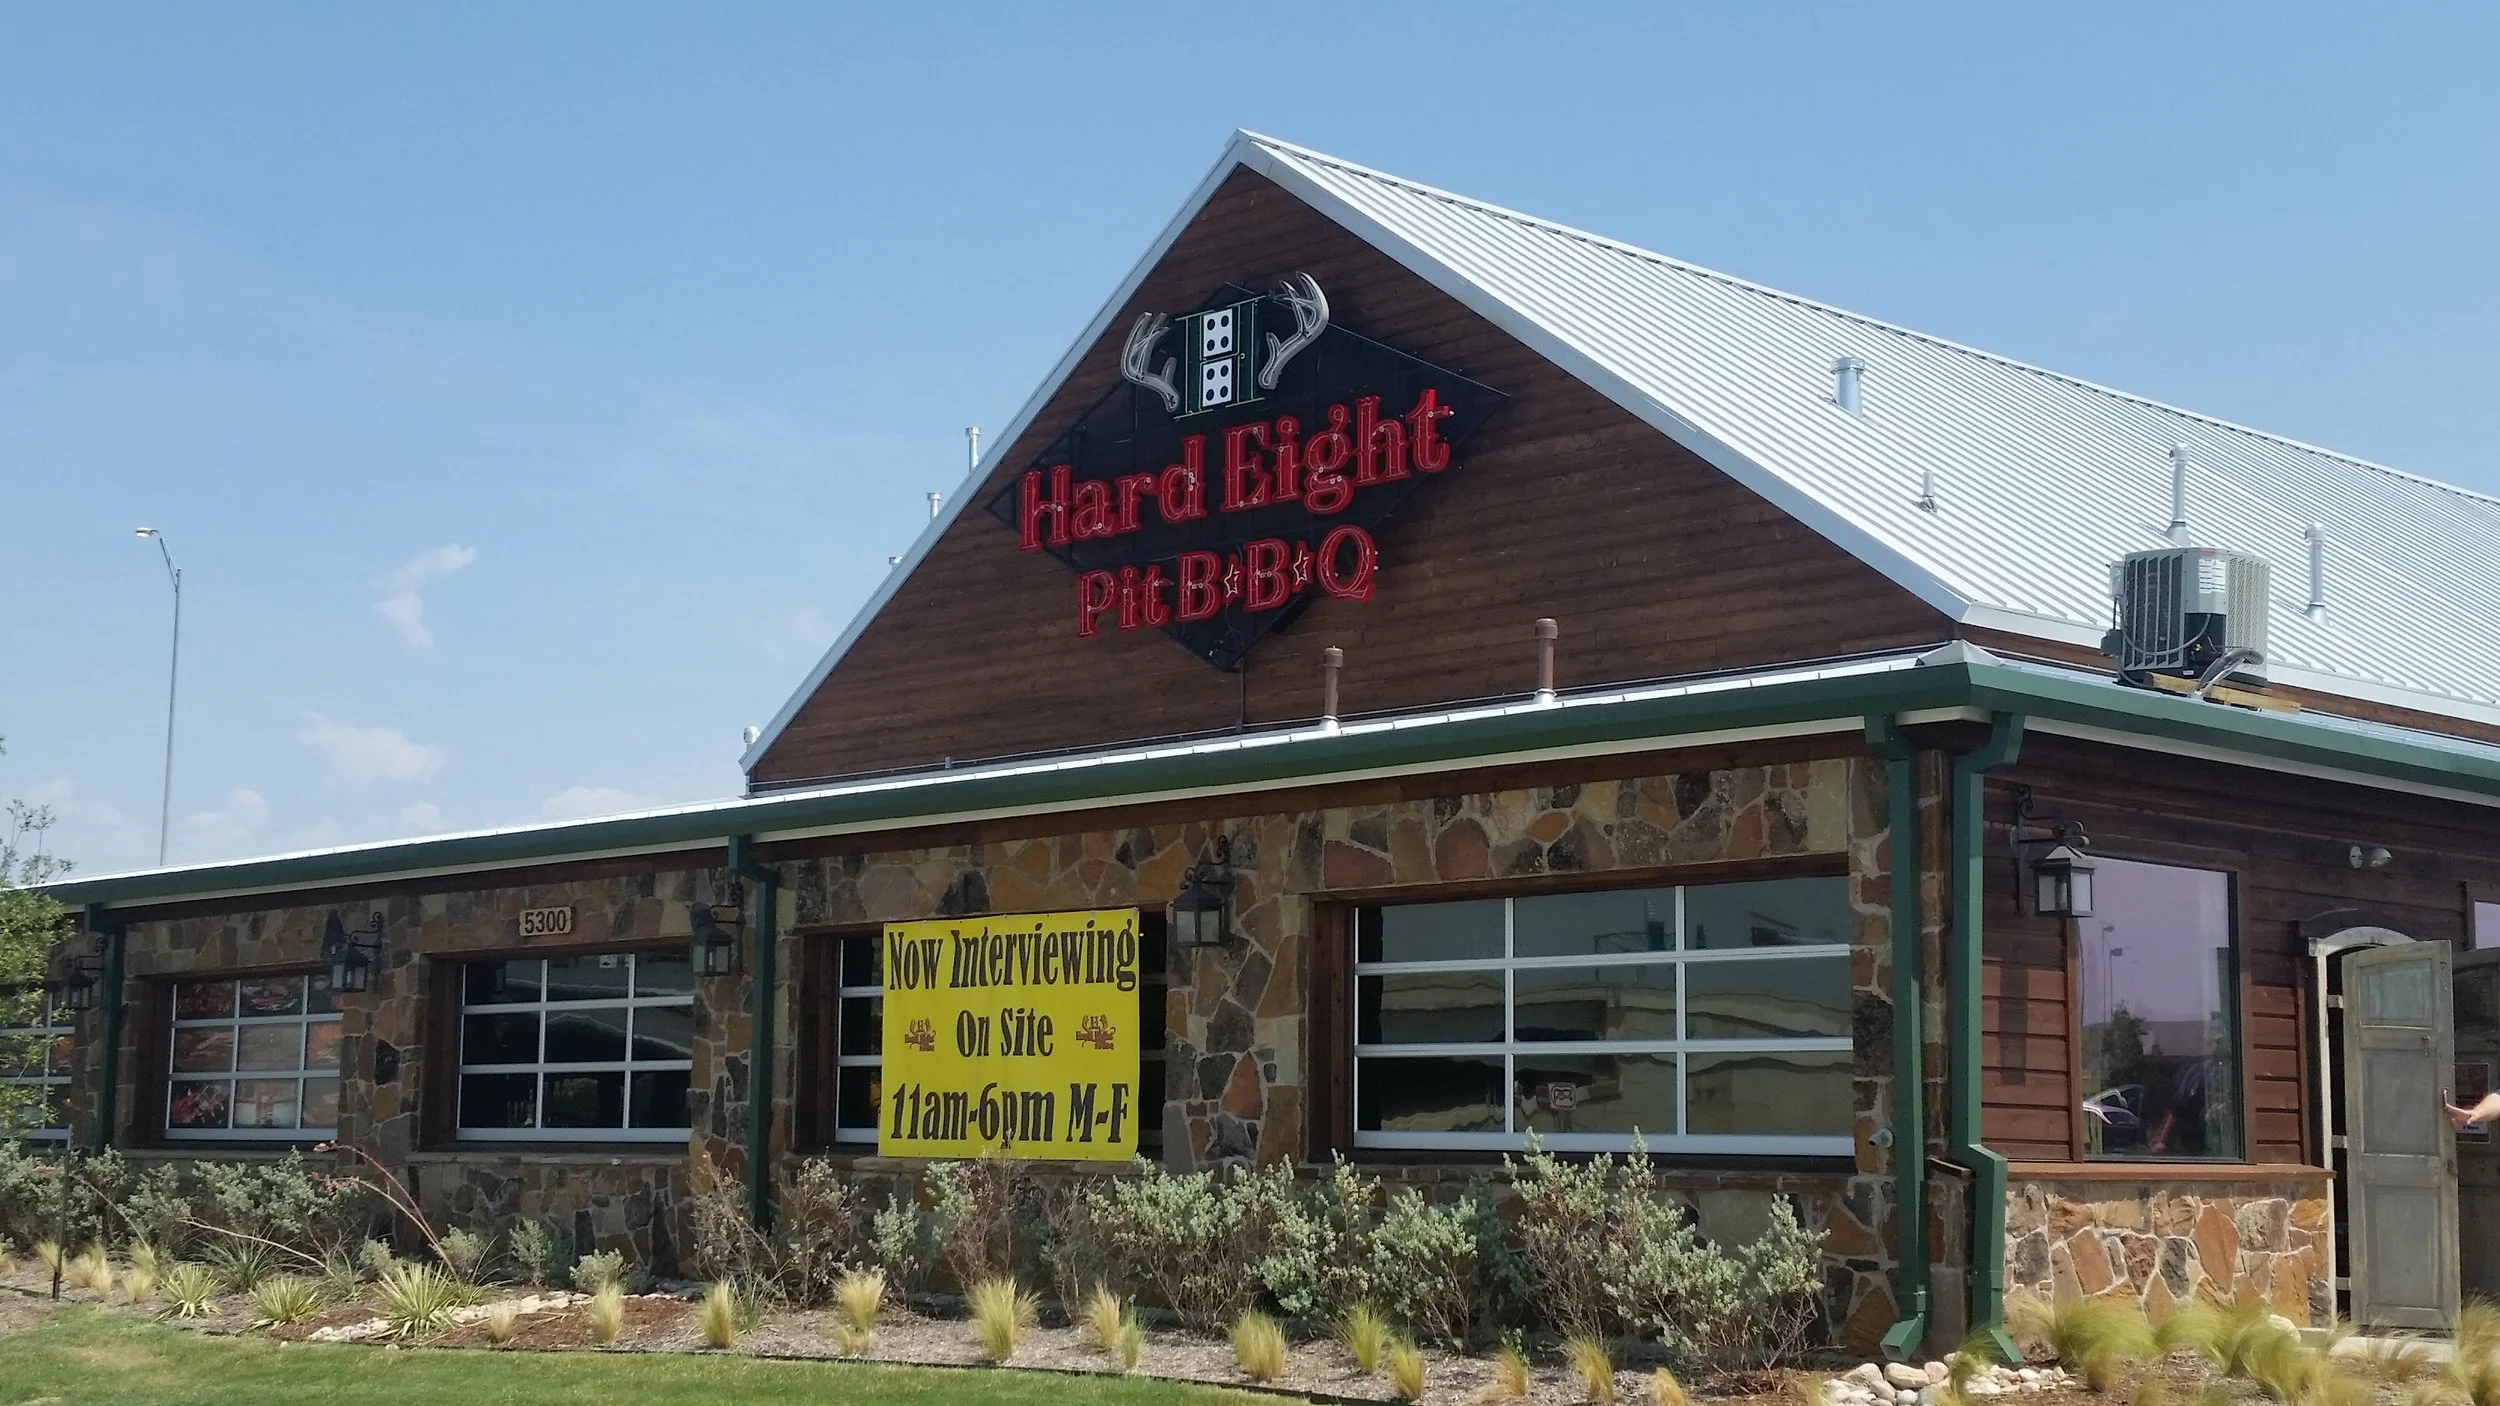 Hard Eight
Pit B☆B☆Q
5300
Now Interviewing
On Site
11am-6pm M-F